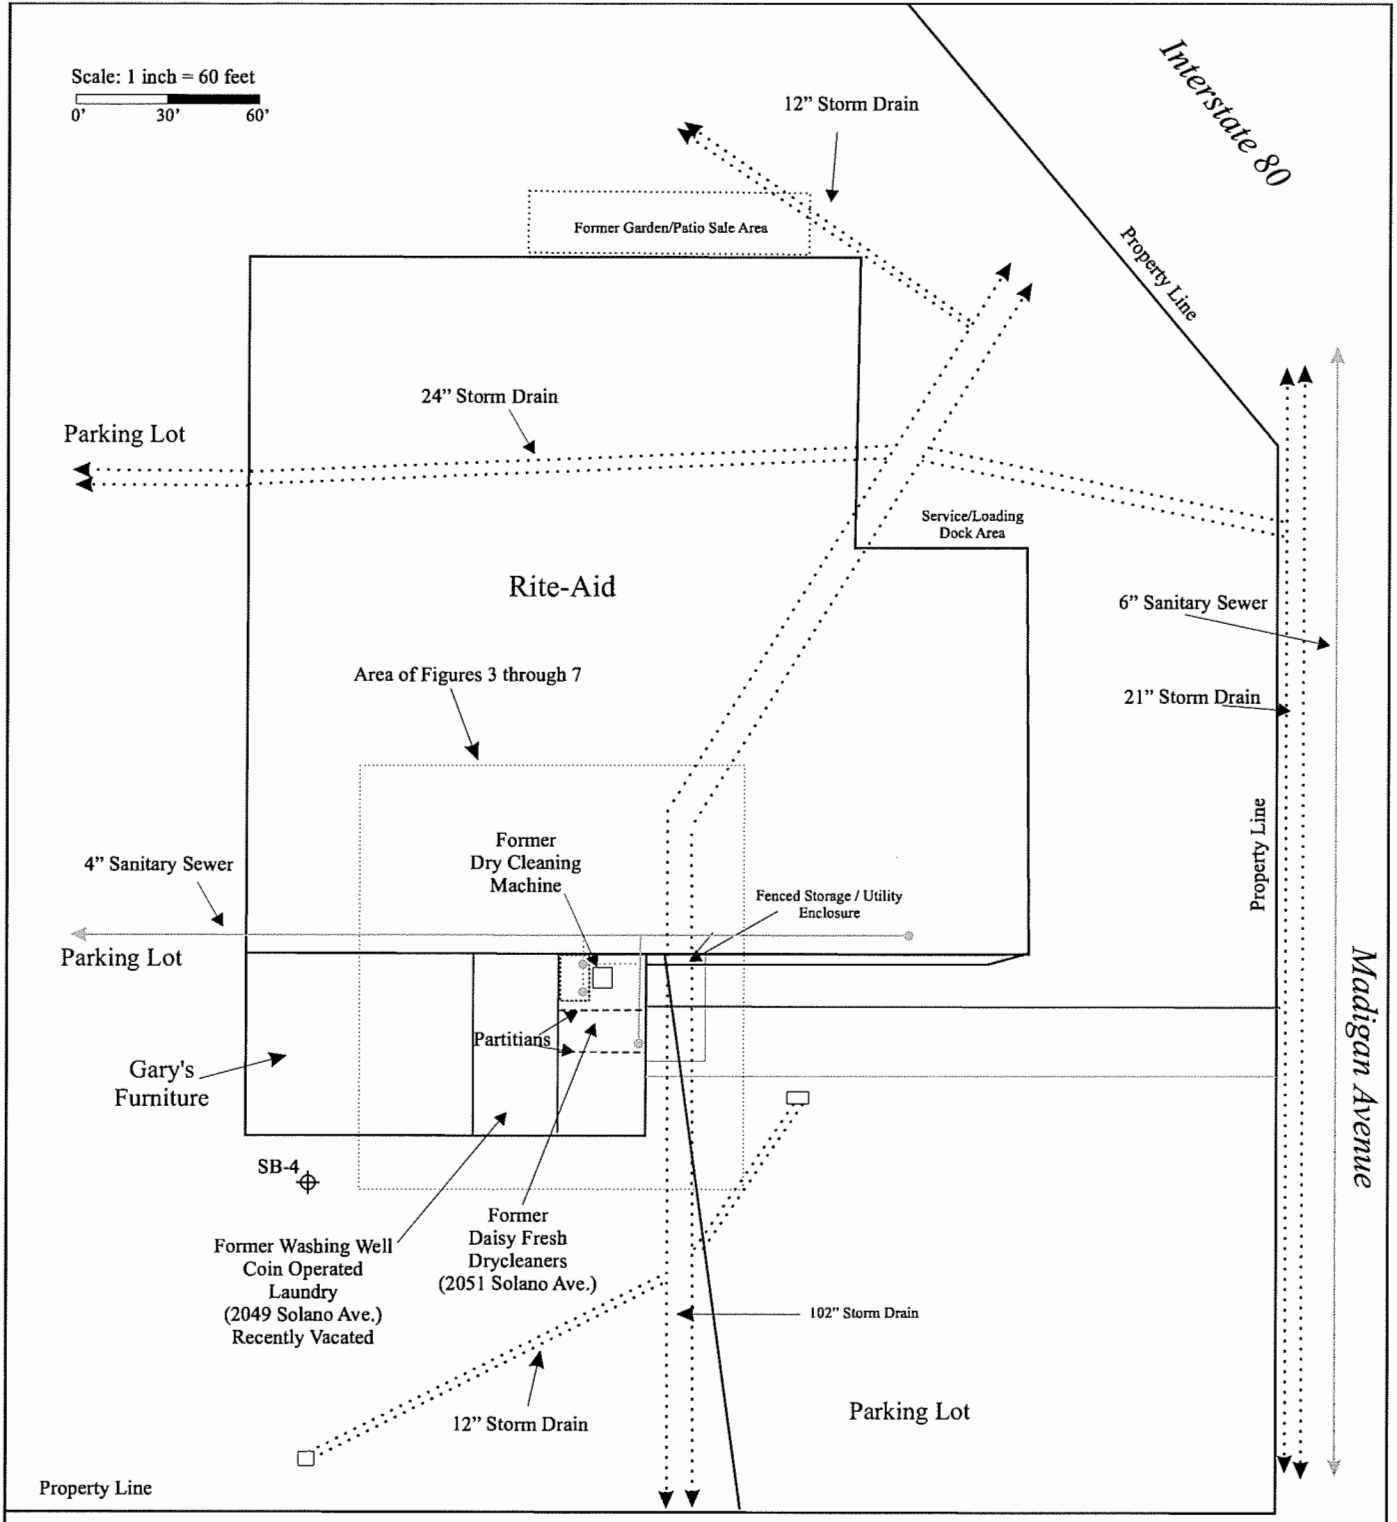 Scale: 1 inch = 60 feet
0' 30' 60'
12” Storm Drain
Interstate 80
Former Garden/Patio Sale Area
Property Line
24” Storm Drain
Parking Lot
Service/Loading
Dock Area
Rite-Aid
6” Sanitary Sewer
Area of Figures 3 through 7
21” Storm Drain
Property Line
Former
Dry Cleaning
Machine
4” Sanitary Sewer
Fenced Storage / Utility
Enclosure
Parking Lot
Madigan Avenue
Partitians
Gary's
Furniture
SB-4
Former
Daisy Fresh
Drycleaners
(2051 Solano Ave.)
Former Washing Well
Coin Operated
Laundry
(2049 Solano Ave.)
Recently Vacated
102” Storm Drain
12” Storm Drain
Parking Lot
Property Line